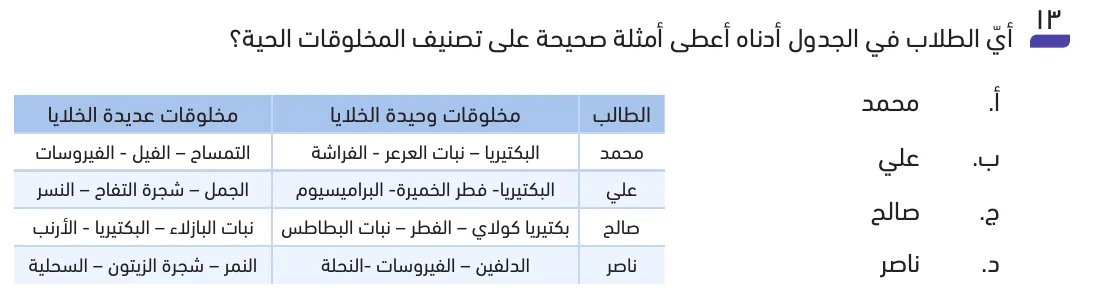 ١٣
أيّ الطلاب في الجدول أدناه أعطى أمثلة صحيحة على تصنيف المخلوقات الحية؟
أ. محمد
ب. علي
ج. صالح
د. ناصر
الطالب مخلوقات وحيدة الخلايا مخلوقات عديدة الخلايا
محمد البكتيريا – نبات العرعر - الفراشة التمساح – الفيل - الفيروسات
علي البكتيريا- فطر الخميرة- البراميسيوم الجمل – شجرة التفاح – النسر
صالح بكتيريا كولاي – الفطر – نبات البطاطس نبات البازلاء – البكتيريا - الأرنب
ناصر الدلفين – الفيروسات -النحلة النمر – شجرة الزيتون – السحلية